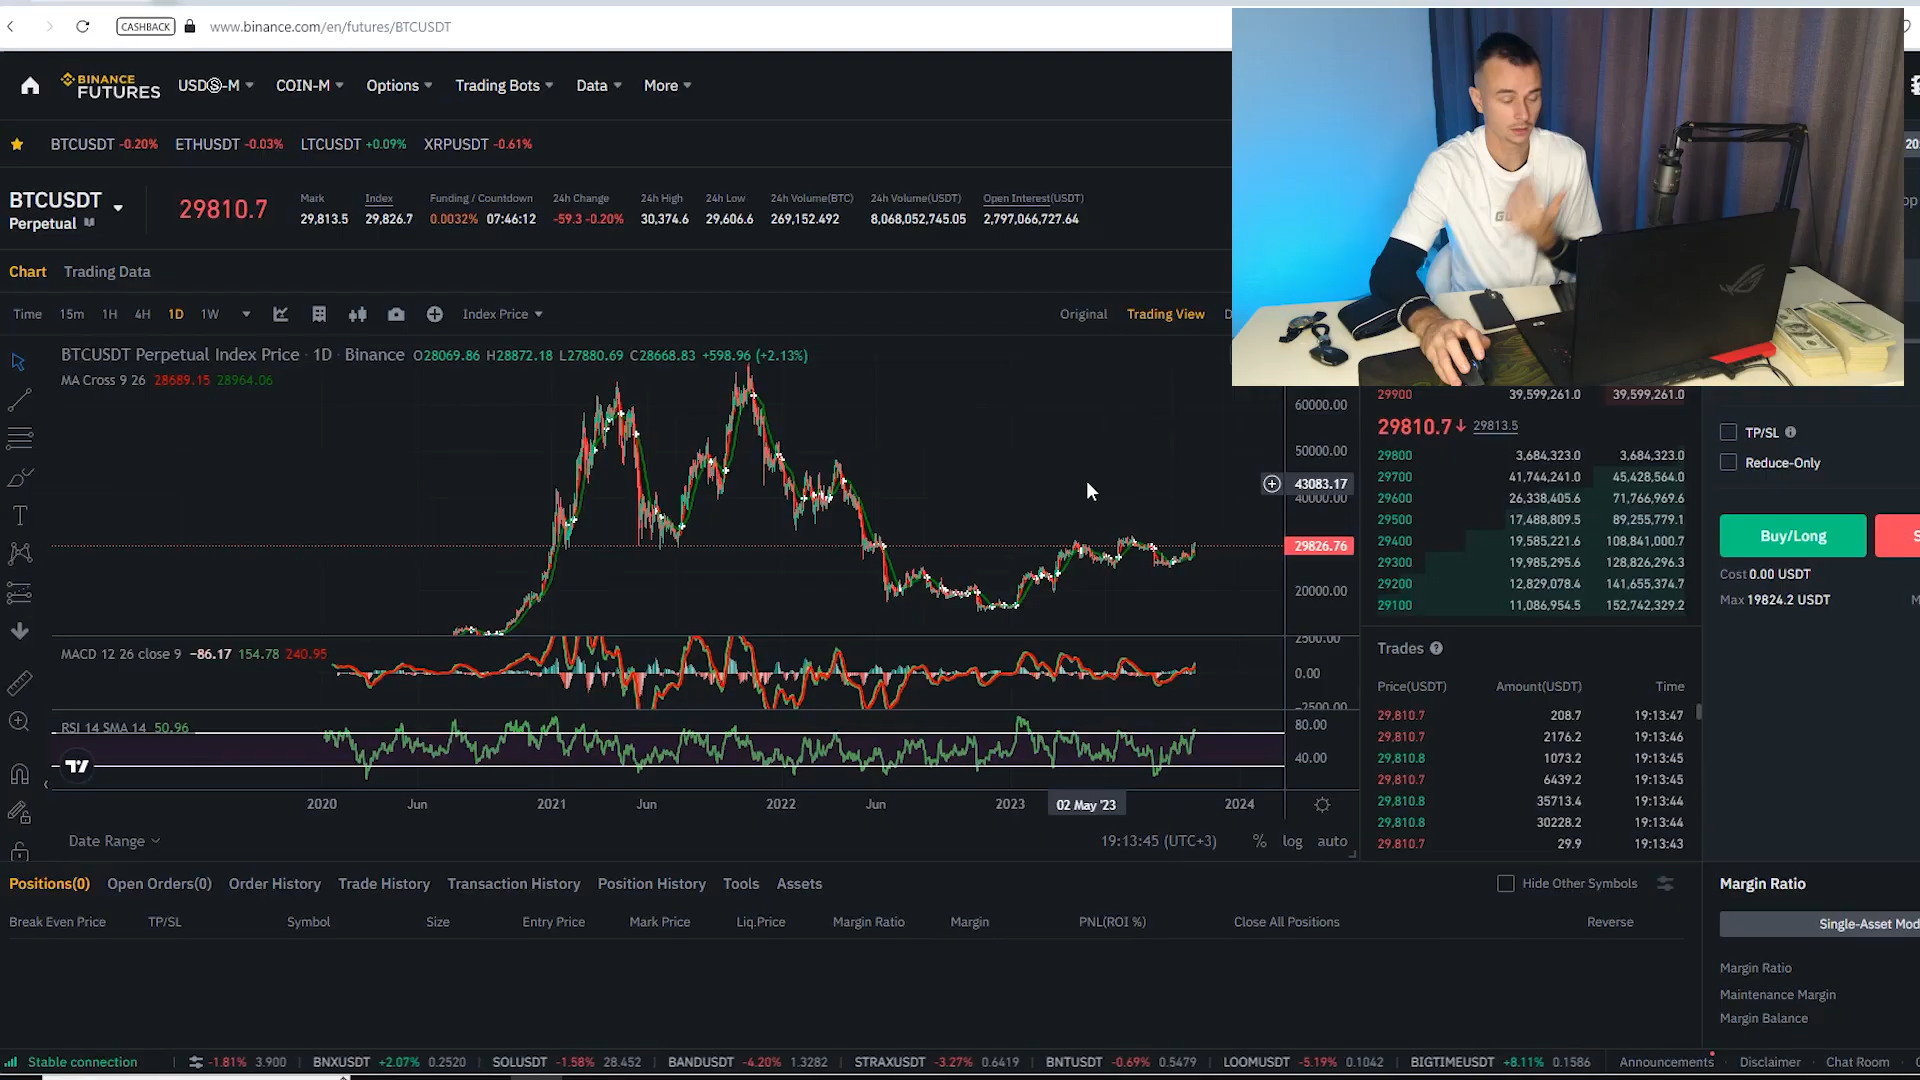 CASHBACK www.binance.com/en/futures/BTCUSDT
BINANCE FUTURES USDⓈ-M COIN-M Options Trading Bots Data More
BTCUSDT -0.20% ETHUSDT -0.03% LTCUSDT +0.09% XRPUSDT -0.61%
BTCUSDT
Perpetual
29810.7
Mark Index Funding / Countdown 24h Change 24h High 24h Low 24h Volume(BTC) 24h Volume(USDT) Open Interest(USDT)
29,813.5 29,826.7 0.0032% 07:46:12 -59.3 -0.20% 30,374.6 29,606.6 269,152.492 8,068,052,745.05 2,797,066,727.64
Chart Trading Data
Time 15m 1H 4H 1D 1W Index Price Original Trading View D
BTCUSDT Perpetual Index Price · 1D · Binance O28069.86 H28872.18 L27880.69 C28668.83 +598.96 (+2.13%)
MA Cross 9 26 28689.15 28964.06
60000.00
50000.00
43083.17
40000.00
29826.76
20000.00
MACD 12 26 close 9 −86.17 154.78 240.95
2500.00
0.00
−2500.00
RSI 14 SMA 14 50.96
80.00
40.00
2020 Jun 2021 Jun 2022 Jun 2023 02 May '23 2024
Date Range 19:13:45 (UTC+3) % log auto
29900 39,599,261.0 39,599,261.0
29810.7 29813.5
29800 3,684,323.0 3,684,323.0
29700 41,744,241.0 45,428,564.0
29600 26,338,405.6 71,766,969.6
29500 17,488,809.5 89,255,779.1
29400 19,585,221.6 108,841,000.7
29300 19,985,295.6 128,826,296.3
29200 12,829,078.4 141,655,374.7
29100 11,086,954.5 152,742,329.2
Trades
Price(USDT) Amount(USDT) Time
29,810.7 208.7 19:13:47
29,810.7 2176.2 19:13:46
29,810.8 1073.2 19:13:45
29,810.7 6439.2 19:13:45
29,810.8 35713.4 19:13:44
29,810.8 30228.2 19:13:44
29.810.7 29.9 19:13:43
TP/SL
Reduce-Only
Buy/Long S
Cost 0.00 USDT
Max 19824.2 USDT M
Positions(0) Open Orders(0) Order History Trade History Transaction History Position History Tools Assets Hide Other Symbols
Break Even Price TP/SL Symbol Size Entry Price Mark Price Liq.Price Margin Ratio Margin PNL(ROI %) Close All Positions Reverse
Margin Ratio
Single-Asset Mod
Margin Ratio
Maintenance Margin
Margin Balance
Stable connection -1.81% 3.900 BNXUSDT +2.07% 0.2520 SOLUSDT -1.58% 28.452 BANDUSDT -4.20% 1.3282 STRAXUSDT -3.27% 0.6419 BNTUSDT -0.69% 0.5479 LOOMUSDT -5.19% 0.1042 BIGTIMEUSDT +8.11% 0.1586 Announcements Disclaimer Chat Room